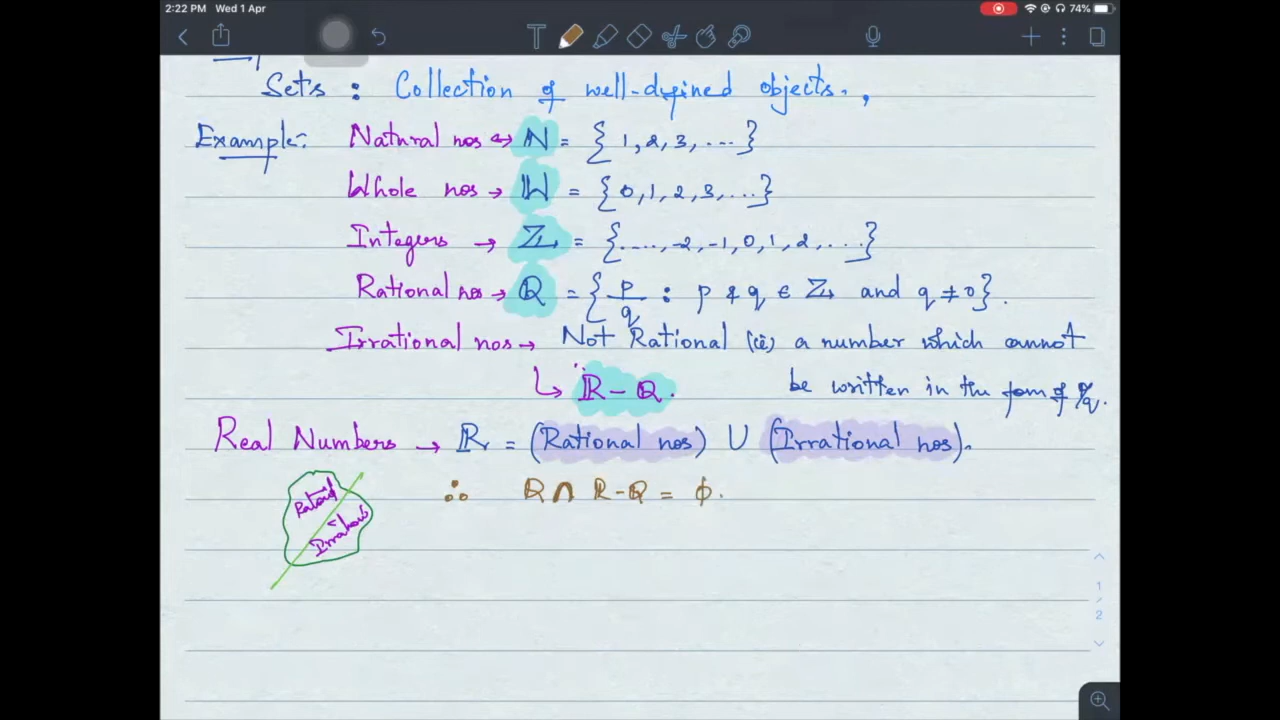 2:22 PM Wed 1 Apr 74%
Sets : Collection of well-defined objects.,
Example: Natural nos ↔ ℕ = { 1, 2, 3, .... }
Whole nos → 𝕎 = { 0, 1, 2, 3, .... }
Integers → ℤ = { ...., -2, -1, 0, 1, 2, ... }
Rational nos → ℚ = { p/q : p & q ∈ ℤ and q ≠ 0 }.
Irrational nos → Not Rational (ie) a number which cannot
be written in the form of p/q.
↳ ℝ - ℚ.
Real Numbers → ℝ = (Rational nos) ∪ (Irrational nos).
∴ ℚ ∩ ℝ-ℚ = φ.
Rational
Irrational
1
/
2